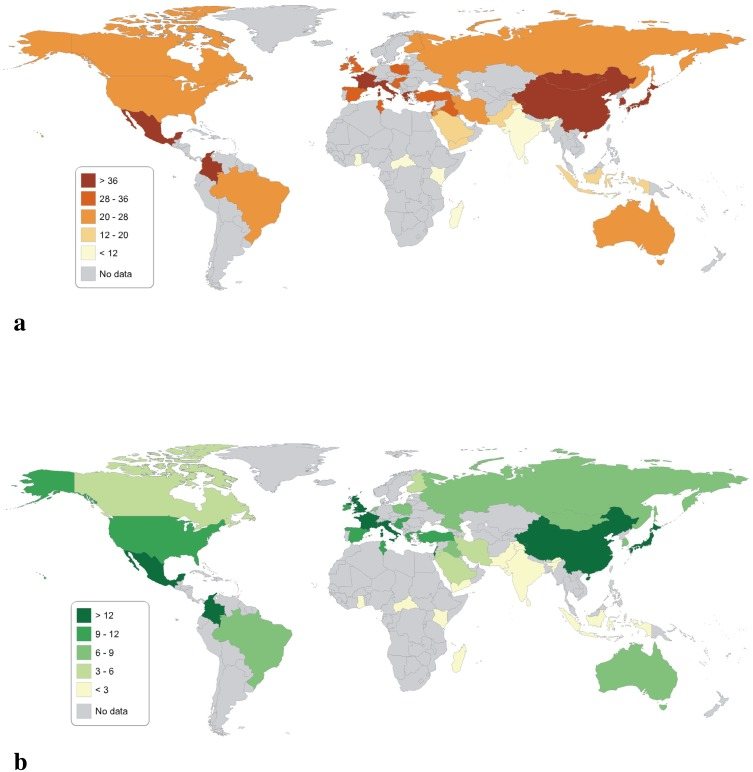 > 36
28 - 36
20 - 28
12 - 20
< 12
No data
a
> 12
9 - 12
6 - 9
3 - 6
< 3
No data
b